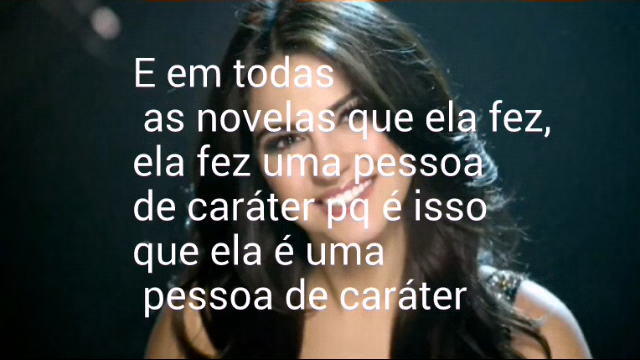 E em todas
as novelas que ela fez,
ela fez uma pessoa
de caráter pq é isso
que ela é uma
pessoa de caráter